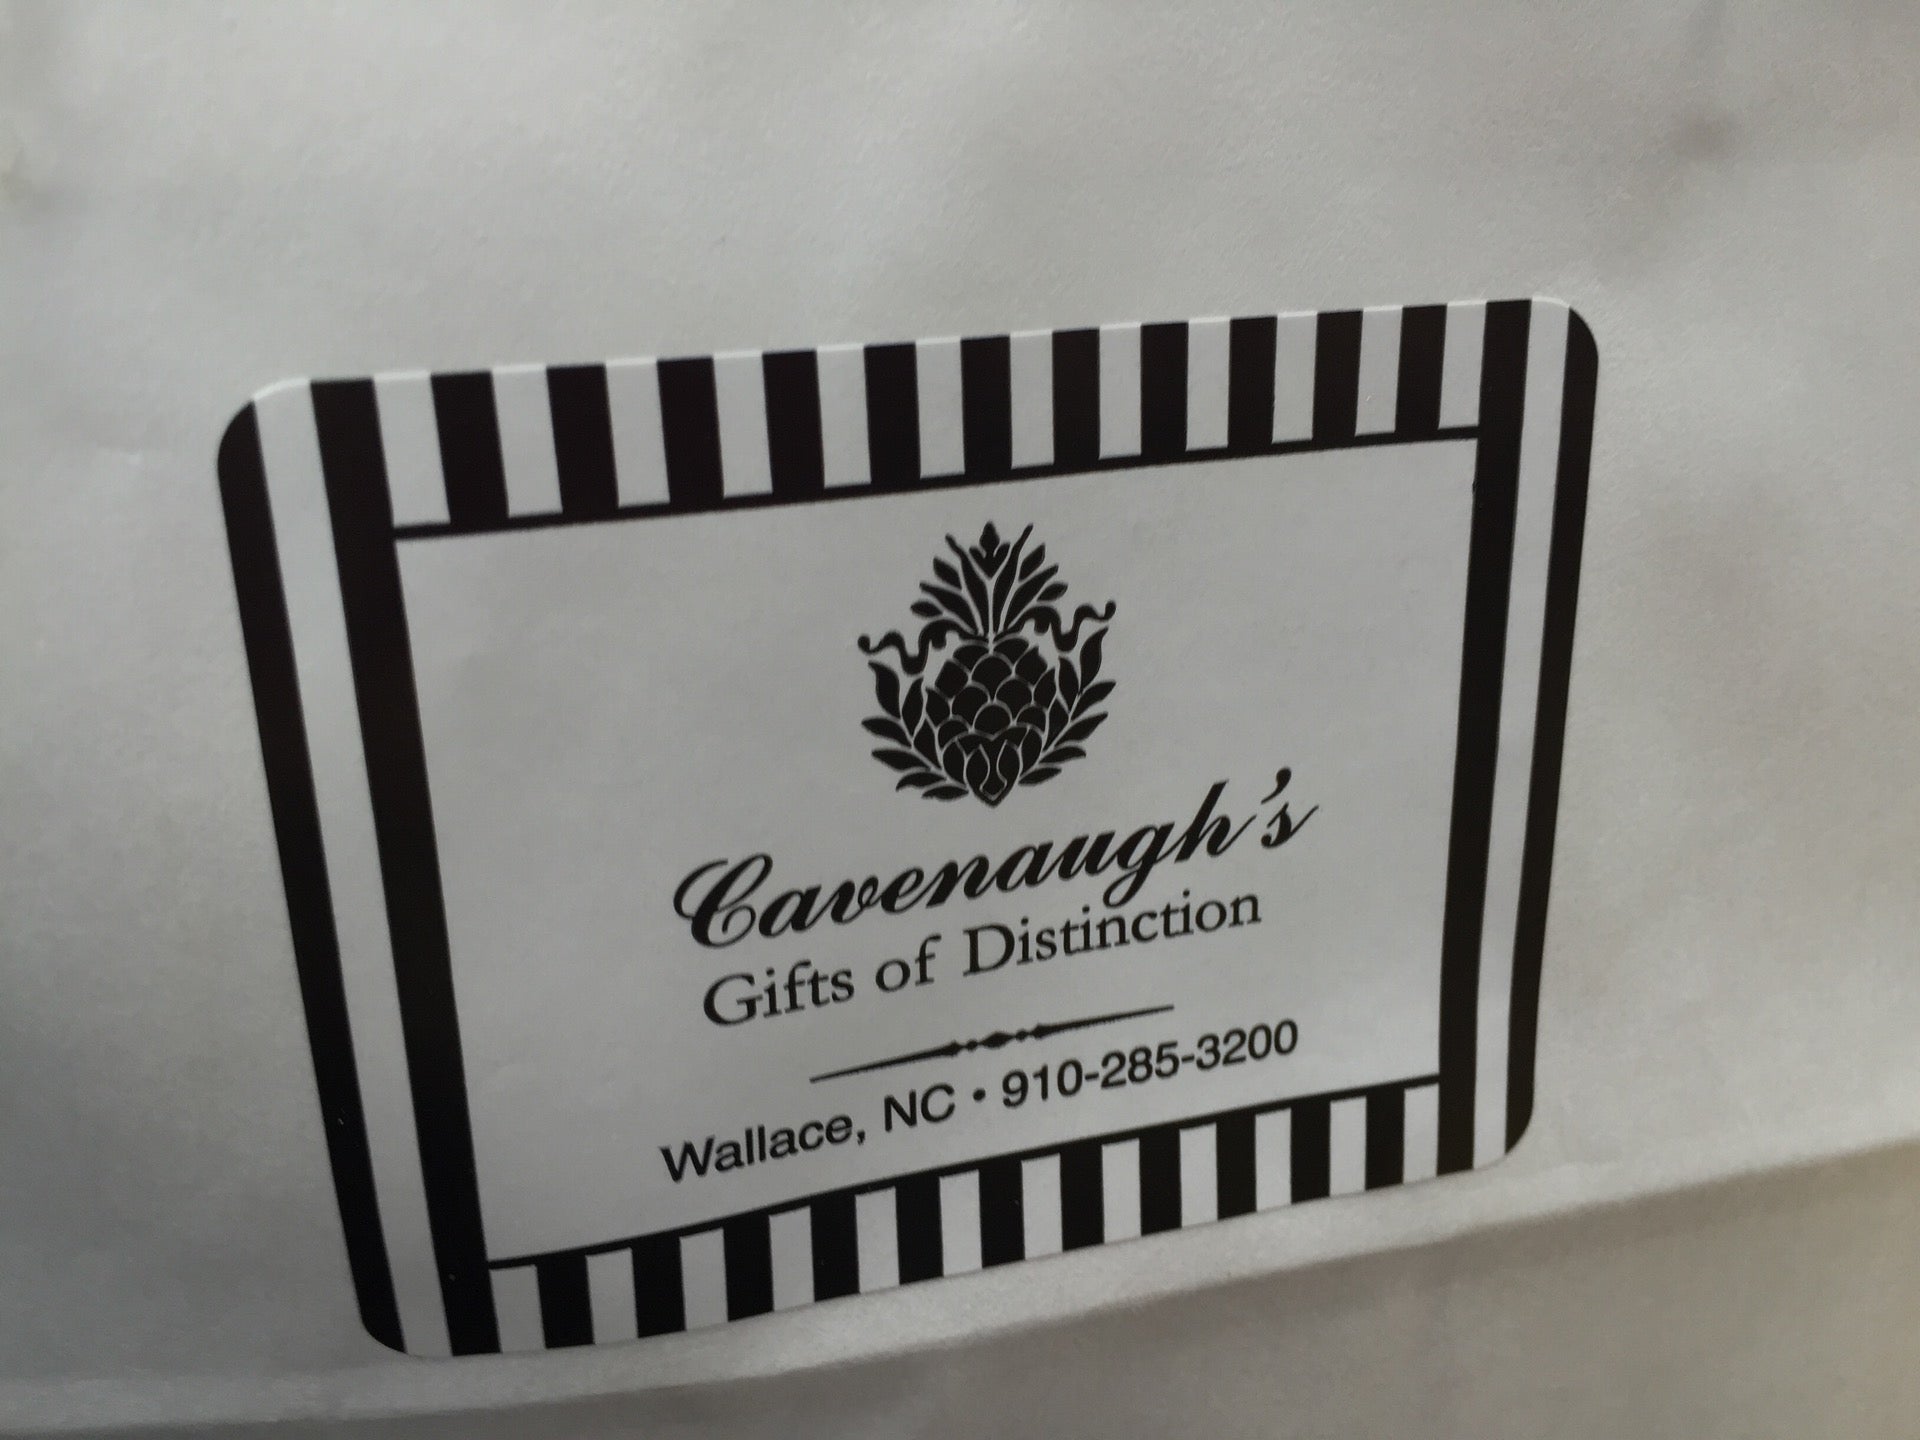 Cavenaugh's
Gifts of Distinction
Wallace, NC • 910-285-3200